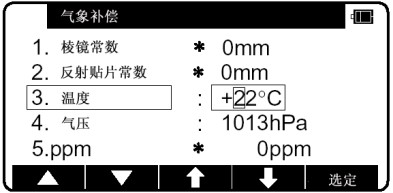 气象补偿
1. 棱镜常数 * 0mm
2. 反射贴片常数 * 0mm
3. 温度 : +22°C
4. 气压 : 1013hPa
5.ppm * 0ppm
选定